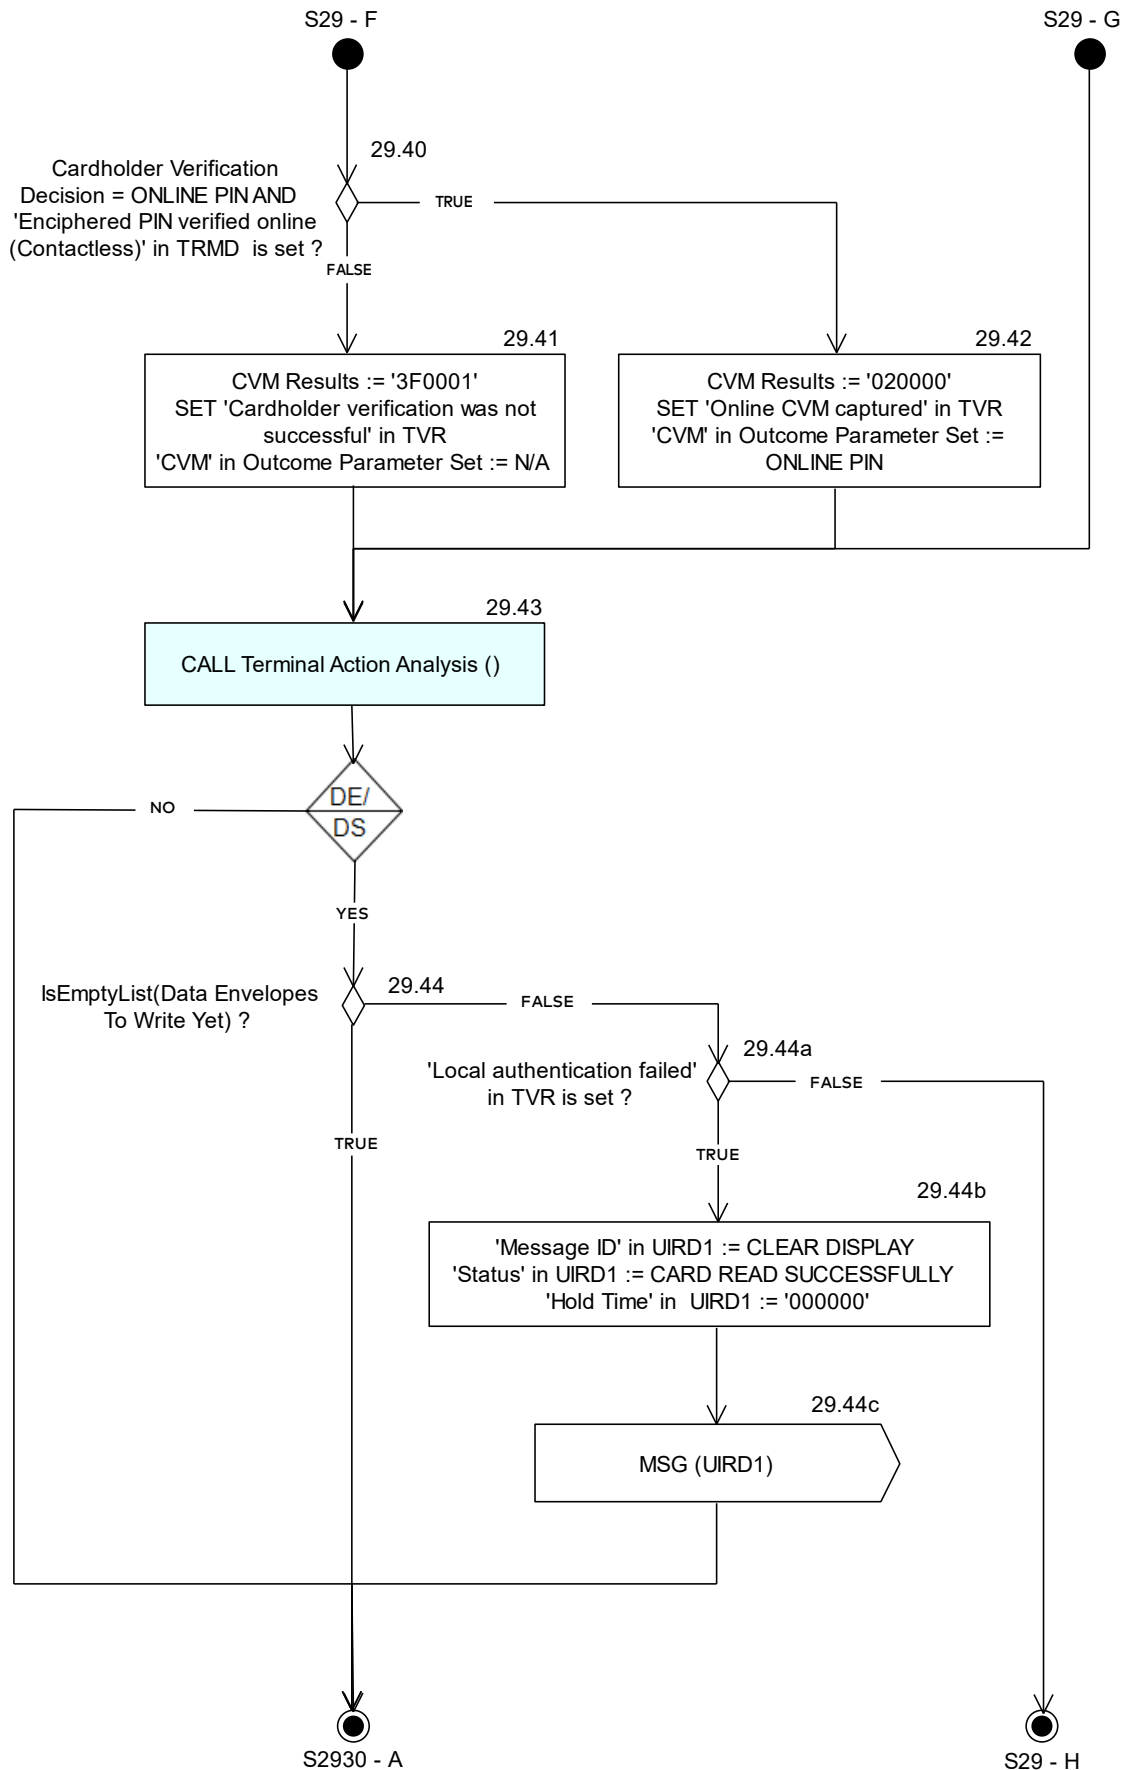 S29 - F
S29 - G
29.40
Cardholder Verification
Decision = ONLINE PIN AND
'Enciphered PIN verified online
(Contactless)' in TRMD is set ?
TRUE
FALSE
29.41
CVM Results := '3F0001'
SET 'Cardholder verification was not
successful' in TVR
'CVM' in Outcome Parameter Set := N/A
29.42
CVM Results := '020000'
SET 'Online CVM captured' in TVR
'CVM' in Outcome Parameter Set :=
ONLINE PIN
29.43
CALL Terminal Action Analysis ()
DE/
DS
NO
YES
29.44
IsEmptyList(Data Envelopes
To Write Yet) ?
FALSE
29.44a
'Local authentication failed'
in TVR is set ?
FALSE
TRUE
TRUE
29.44b
'Message ID' in UIRD1 := CLEAR DISPLAY
'Status' in UIRD1 := CARD READ SUCCESSFULLY
'Hold Time' in UIRD1 := '000000'
29.44c
MSG (UIRD1)
S2930 - A
S29 - H